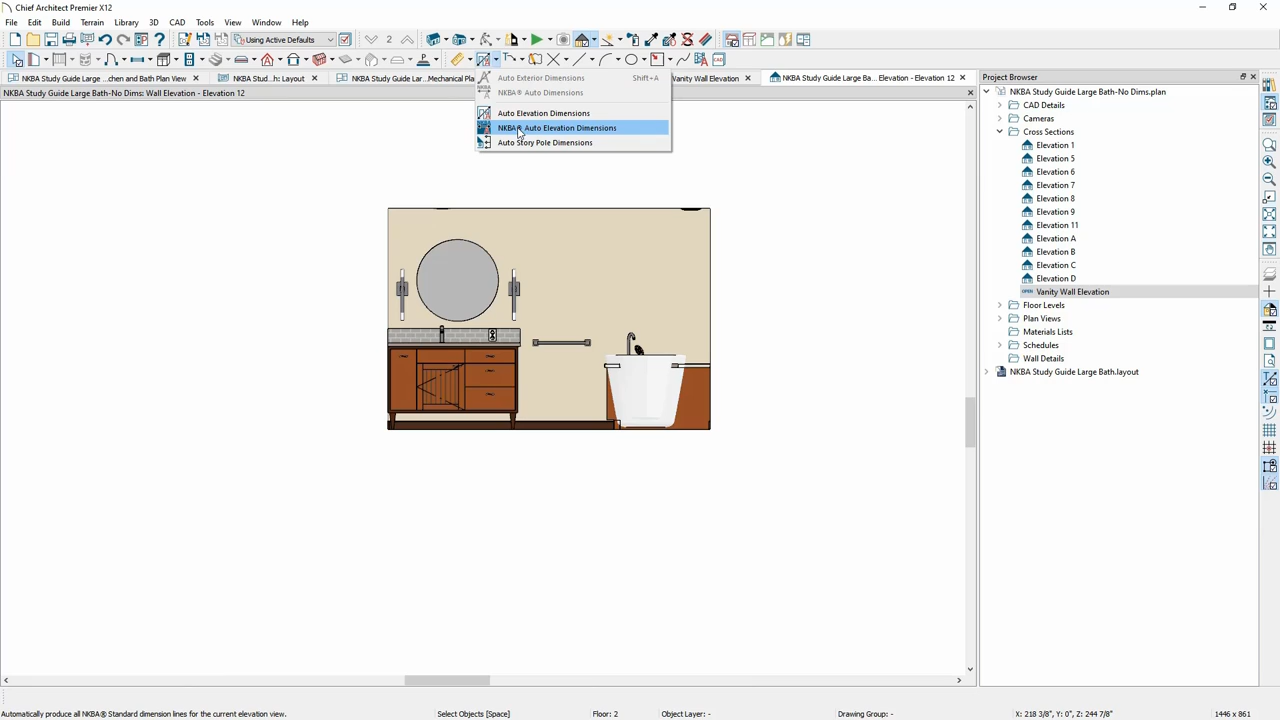 Chief Architect Premier X12
File Edit Build Terrain Library 3D CAD Tools View Window Help
Using Active Defaults 2
NKBA Study Guide Large ...chen and Bath Plan View NKBA Stud...h: Layout NKBA Study Guide Lar...Mechanical Pla Vanity Wall Elevation NKBA Study Guide Large Ba... Elevation - Elevation 12
NKBA Study Guide Large Bath-No Dims: Wall Elevation - Elevation 12
Auto Exterior Dimensions Shift+A
NKBA® Auto Dimensions
Auto Elevation Dimensions
NKBA® Auto Elevation Dimensions
Auto Story Pole Dimensions
Project Browser
NKBA Study Guide Large Bath-No Dims.plan
CAD Details
Cameras
Cross Sections
Elevation 1
Elevation 5
Elevation 6
Elevation 7
Elevation 8
Elevation 9
Elevation 11
Elevation A
Elevation B
Elevation C
Elevation D
OPEN Vanity Wall Elevation
Floor Levels
Plan Views
Materials Lists
Schedules
Wall Details
NKBA Study Guide Large Bath.layout
Automatically produce all NKBA® Standard dimension lines for the current elevation view. Select Objects [Space] Floor: 2 Object Layer: - Drawing Group: - X: 218 3/8", Y: 0", Z: 244 7/8" 1446 x 861